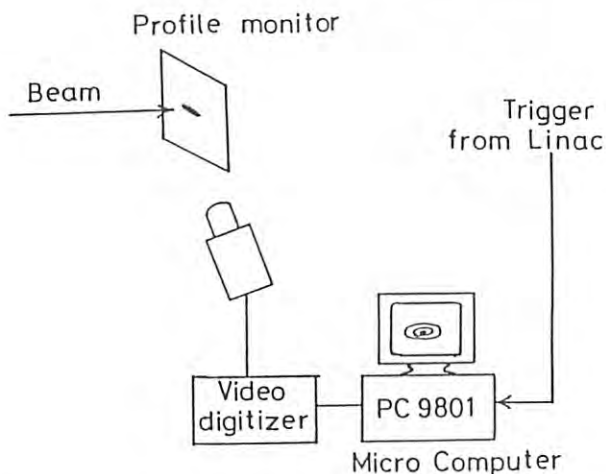 Profile monitor
Beam
Trigger
from Linac
Video
digitizer
PC 9801
Micro Computer